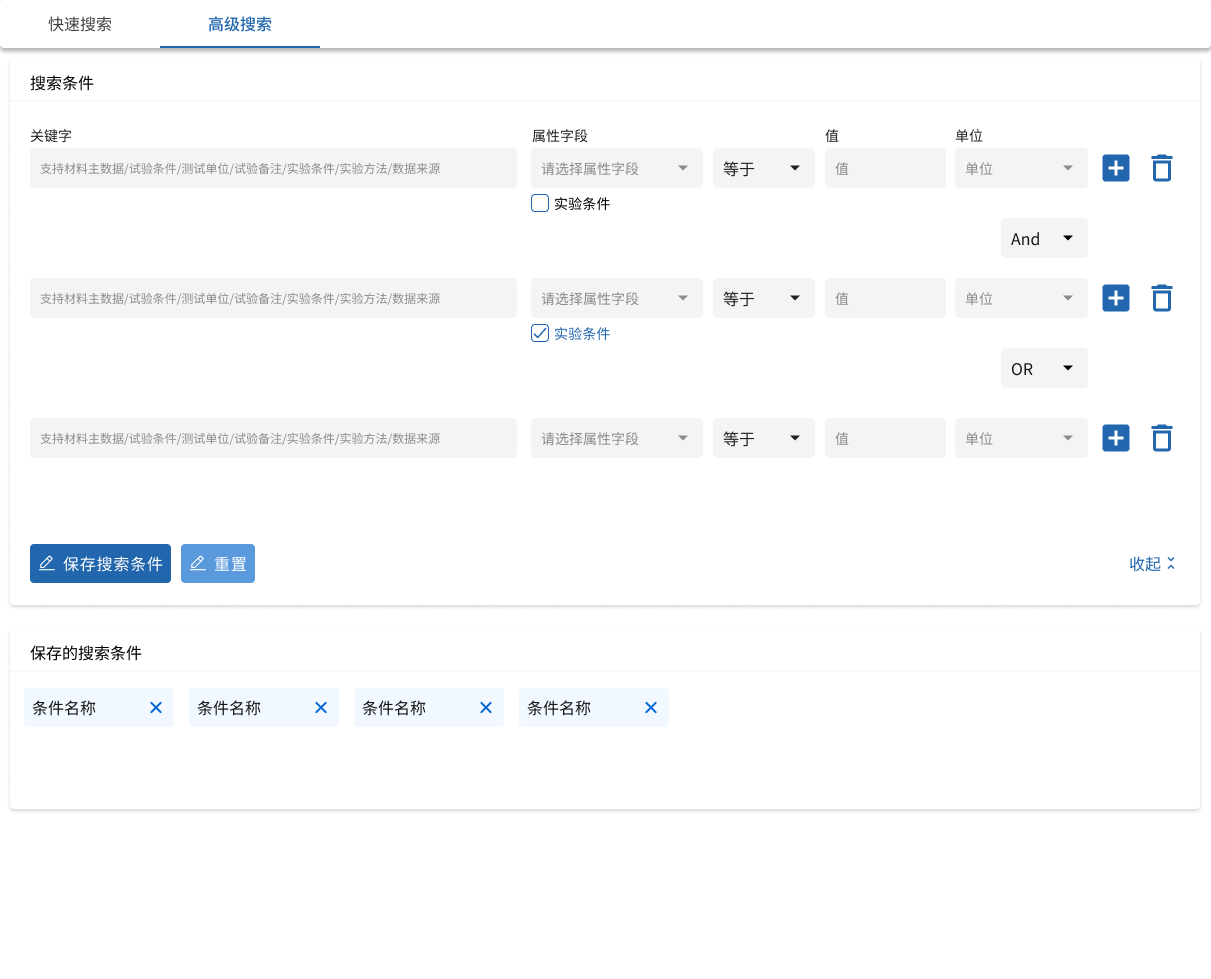 快速搜索 高级搜索
搜索条件
关键字 属性字段 值 单位
支持材料主数据/试验条件/测试单位/试验备注/实验条件/实验方法/数据来源 请选择属性字段 等于 值 单位
实验条件
And
支持材料主数据/试验条件/测试单位/试验备注/实验条件/实验方法/数据来源 请选择属性字段 等于 值 单位
实验条件
OR
支持材料主数据/试验条件/测试单位/试验备注/实验条件/实验方法/数据来源 请选择属性字段 等于 值 单位
保存搜索条件 重置 收起
保存的搜索条件
条件名称 条件名称 条件名称 条件名称